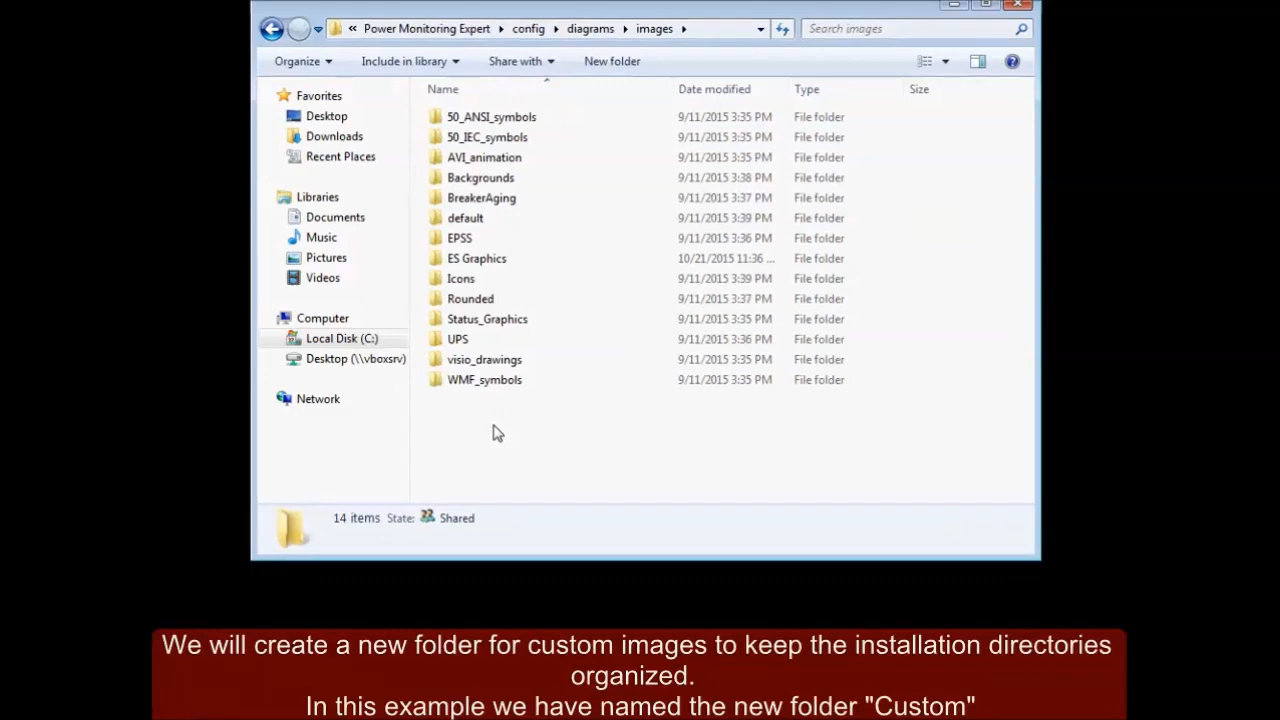 « Power Monitoring Expert ▸ config ▸ diagrams ▸ images ▸ Search images
Organize Include in library Share with New folder
Name Date modified Type Size
Favorites
Desktop
Downloads
Recent Places
Libraries
Documents
Music
Pictures
Videos
Computer
Local Disk (C:)
Desktop (\\vboxsrv)
Network
50_ANSI_symbols 9/11/2015 3:35 PM File folder
50_IEC_symbols 9/11/2015 3:35 PM File folder
AVI_animation 9/11/2015 3:35 PM File folder
Backgrounds 9/11/2015 3:38 PM File folder
BreakerAging 9/11/2015 3:37 PM File folder
default 9/11/2015 3:39 PM File folder
EPSS 9/11/2015 3:36 PM File folder
ES Graphics 10/21/2015 11:36 ... File folder
Icons 9/11/2015 3:39 PM File folder
Rounded 9/11/2015 3:37 PM File folder
Status_Graphics 9/11/2015 3:35 PM File folder
UPS 9/11/2015 3:36 PM File folder
visio_drawings 9/11/2015 3:35 PM File folder
WMF_symbols 9/11/2015 3:35 PM File folder
14 items State: Shared
We will create a new folder for custom images to keep the installation directories
organized.
In this example we have named the new folder "Custom"